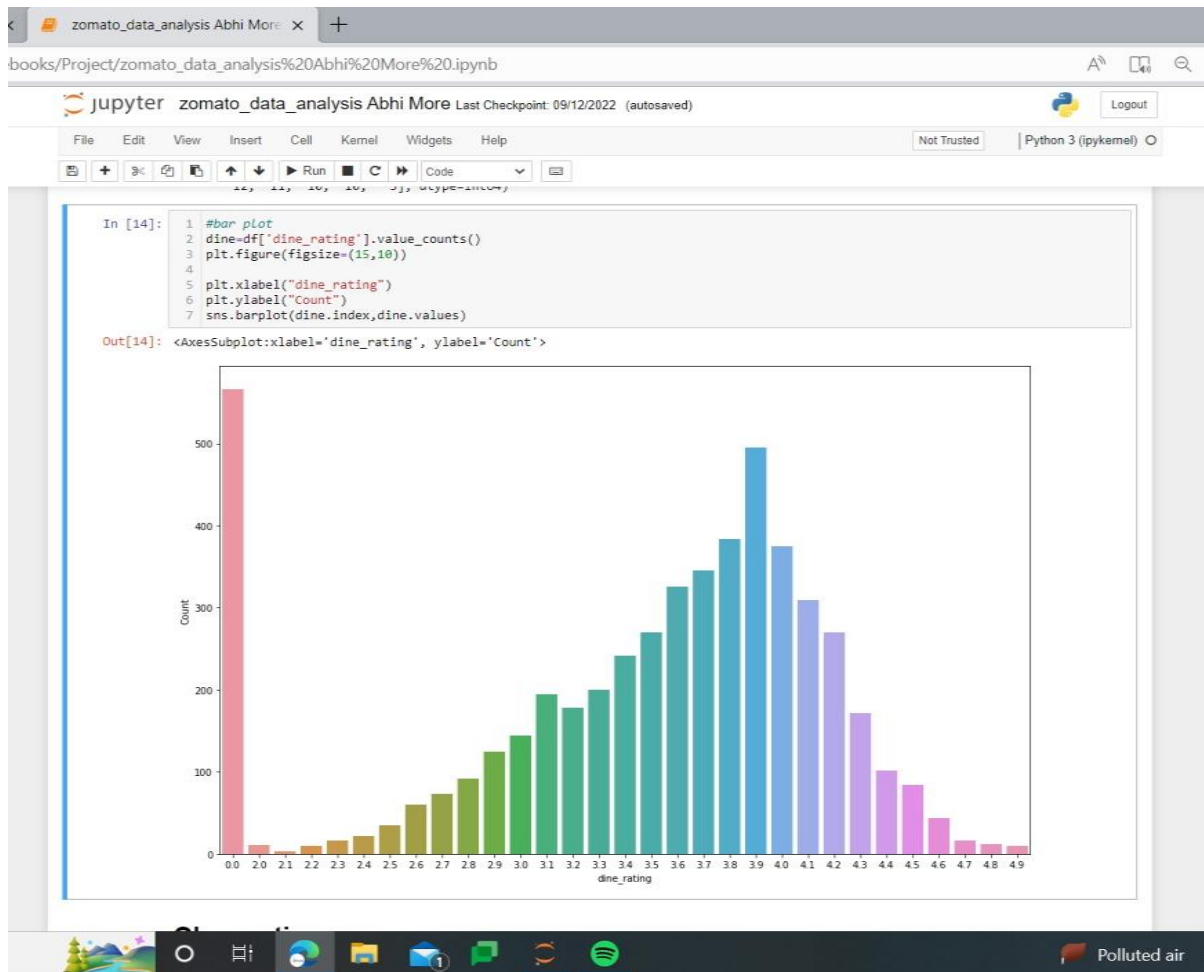 zomato_data_analysis Abhi More
books/Project/zomato_data_analysis%20Abhi%20More%20.ipynb
jupyter zomato_data_analysis Abhi More Last Checkpoint: 09/12/2022 (autosaved)
Logout
File Edit View Insert Cell Kernel Widgets Help
Not Trusted
Python 3 (ipykernel)
Run
Code
In [14]:
1 #bar plot
2 dine=df['dine_rating'].value_counts()
3 plt.figure(figsize=(15,10))
4
5 plt.xlabel("dine_rating")
6 plt.ylabel("Count")
7 sns.barplot(dine.index,dine.values)
Out[14]: <AxesSubplot:xlabel='dine_rating', ylabel='Count'>
500
400
300
200
100
0
Count
0.0 2.0 2.1 2.2 2.3 2.4 2.5 2.6 2.7 2.8 2.9 3.0 3.1 3.2 3.3 3.4 3.5 3.6 3.7 3.8 3.9 4.0 4.1 4.2 4.3 4.4 4.5 4.6 4.7 4.8 4.9
dine_rating
1
Polluted air